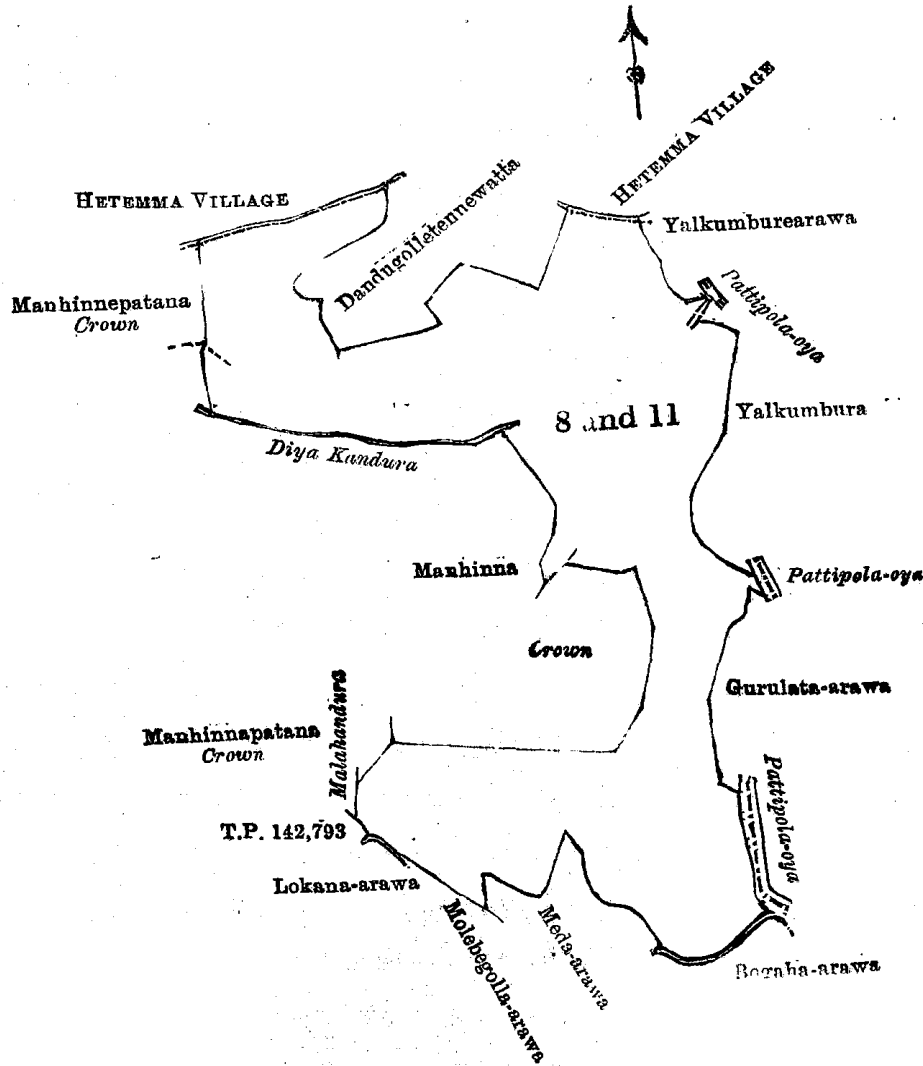 HETEMMA VILLAGE
HETEMMA VILLAGE
Dandugolletennewatta
Yalkumburearawa
Manhinnepatana
Crown
Pattipola-oya
8 and 11
Yalkumbura
Diya Kandura
Manhinna
Pattipola-oya
Crown
Gurulata-arawa
Malakandura
Manhinnapatana
Crown
Pattipola-oya
T.P. 142,793
Lokana-arawa
Molebegolla-arawa
Meda-arawa
Bogaha-arawa